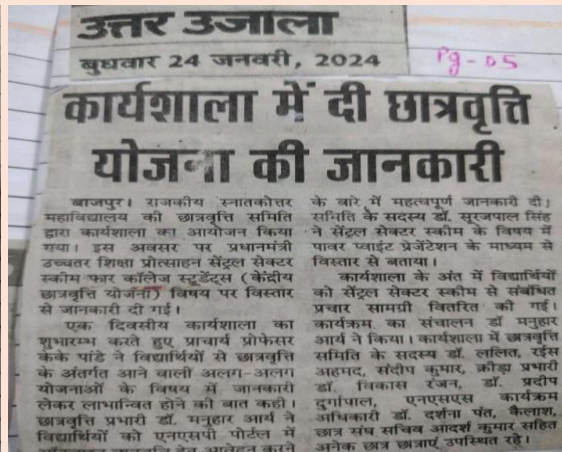 उत्तर उजाला
बुधवार 24 जनवरी, 2024
Pg-05
कार्यशाला में दी छात्रवृत्ति
योजना की जानकारी
बाजपुर। राजकीय स्नातकोत्तर
महाविद्यालय की छात्रवृत्ति समिति
द्वारा कार्यशाला का आयोजन किया
गया। इस अवसर पर प्रधानमंत्री
उच्चतर शिक्षा प्रोत्साहन सेंट्रल सेक्टर
स्कीम फार कॉलेज स्टूडेंट्स (केंद्रीय
छात्रवृत्ति योजना) विषय पर विस्तार
से जानकारी दी गई।
एक दिवसीय कार्यशाला का
शुभारम्भ करते हुए प्राचार्य प्रोफेसर
केके पांडे ने विद्यार्थियों से छात्रवृत्ति
के अंतर्गत आने वाली अलग-अलग
योजनाओं के विषय में जानकारी
लेकर लाभान्वित होने की बात कही।
छात्रवृत्ति प्रभारी डॉ. मनुहार आर्य ने
विद्यार्थियों को एनएसपी पोर्टल में
के बारे में महत्वपूर्ण जानकारी दी;
समिति के सदस्य डॉ. सूरजपाल सिंह
ने सेंट्रल सेक्टर स्कीम के विषय में
पावर प्वाईंट प्रेजेंटेशन के माध्यम से
विस्तार से बताया।
कार्यशाला के अंत में विद्यार्थियों
को सेंट्रल सेक्टर स्कीम से संबंधित
प्रचार सामग्री वितरित की गई।
कार्यक्रम का संचालन डॉ मनुहार
आर्य ने किया। कार्यशाला में छात्रवृत्ति
समिति के सदस्य डॉ. ललित, रईस
अहमद, संदीप कुमार, क्रीड़ा प्रभारी
डॉ. विकास रंजन, डॉ. प्रदीप
दुर्गापाल, एनएसएस कार्यक्रम
अधिकारी डॉ. दर्शना पंत, कैलाश,
छात्र संघ सचिव आदर्श कुमार सहित
अनेक छात्र छात्राएं उपस्थित रहे।